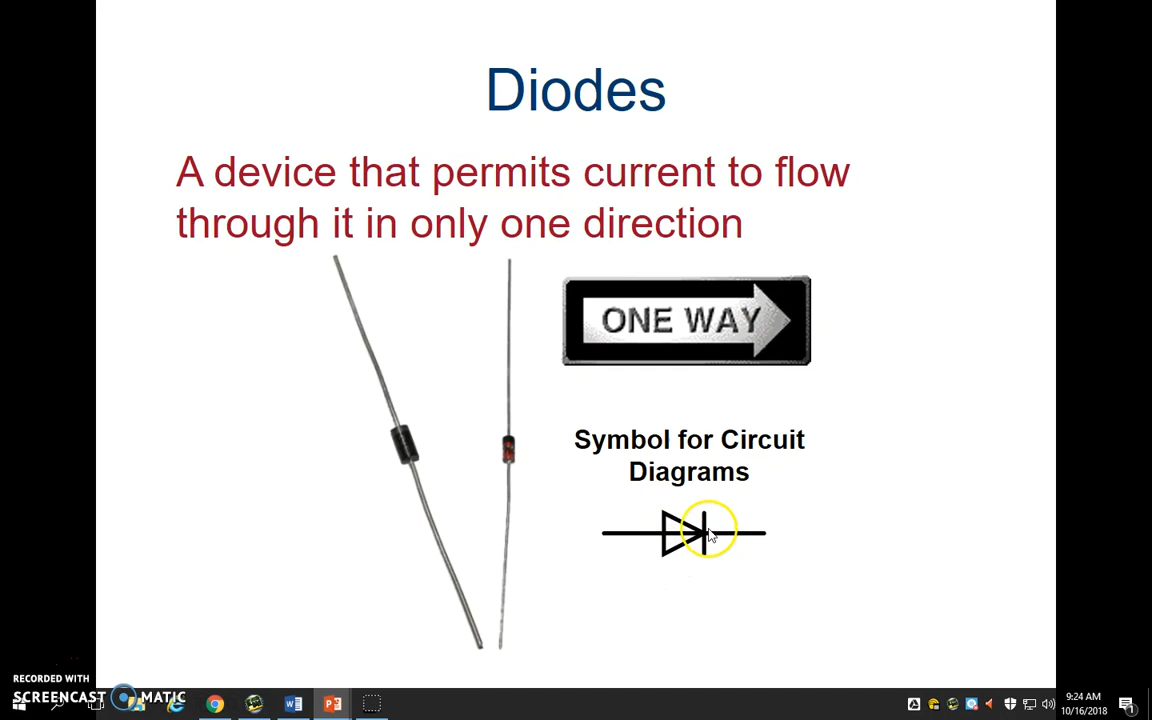 Diodes
A device that permits current to flow
through it in only one direction
ONE WAY
Symbol for Circuit
Diagrams
RECORDED WITH
SCREENCAST MATIC
9:24 AM
10/16/2018